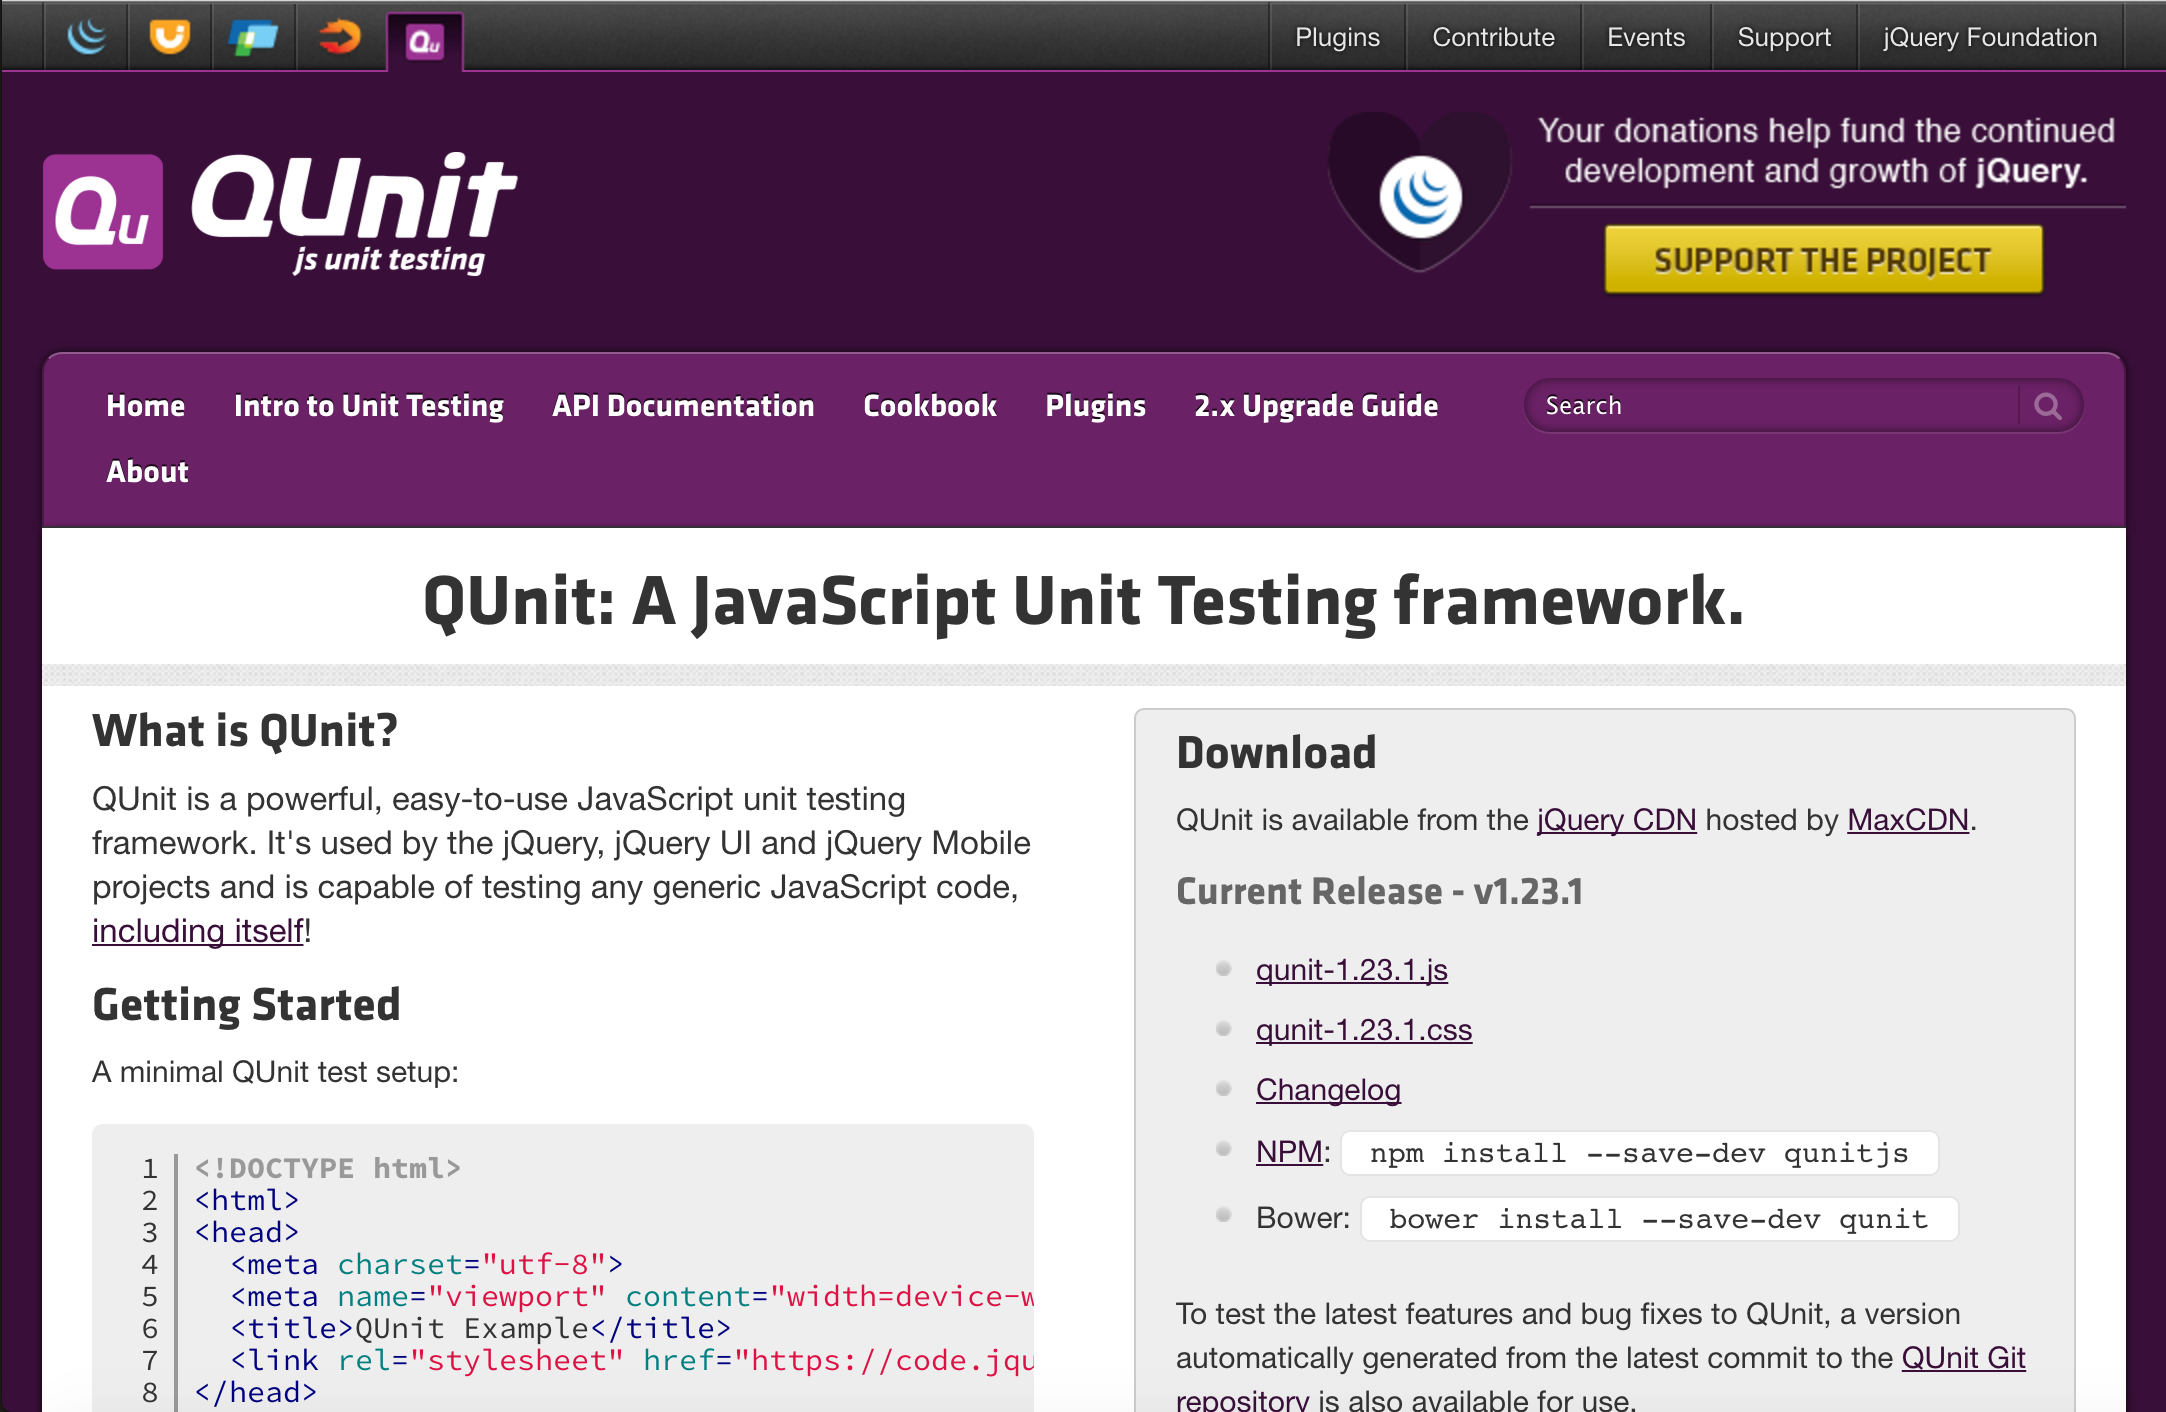 Qu
Plugins
Contribute
Events
Support
jQuery Foundation
Qu
QUnit
js unit testing
Your donations help fund the continued
development and growth of jQuery.
SUPPORT THE PROJECT
Home
Intro to Unit Testing
API Documentation
Cookbook
Plugins
2.x Upgrade Guide
Search
About
QUnit: A JavaScript Unit Testing framework.
What is QUnit?
QUnit is a powerful, easy-to-use JavaScript unit testing
framework. It's used by the jQuery, jQuery UI and jQuery Mobile
projects and is capable of testing any generic JavaScript code,
including itself!
Getting Started
A minimal QUnit test setup:
1 <!DOCTYPE html>
2 <html>
3 <head>
4   <meta charset="utf-8">
5   <meta name="viewport" content="width=device-w
6   <title>QUnit Example</title>
7   <link rel="stylesheet" href="https://code.jqu
8 </head>
Download
QUnit is available from the jQuery CDN hosted by MaxCDN.
Current Release - v1.23.1
qunit-1.23.1.js
qunit-1.23.1.css
Changelog
NPM: npm install --save-dev qunitjs
Bower: bower install --save-dev qunit
To test the latest features and bug fixes to QUnit, a version
automatically generated from the latest commit to the QUnit Git
repository is also available for use.